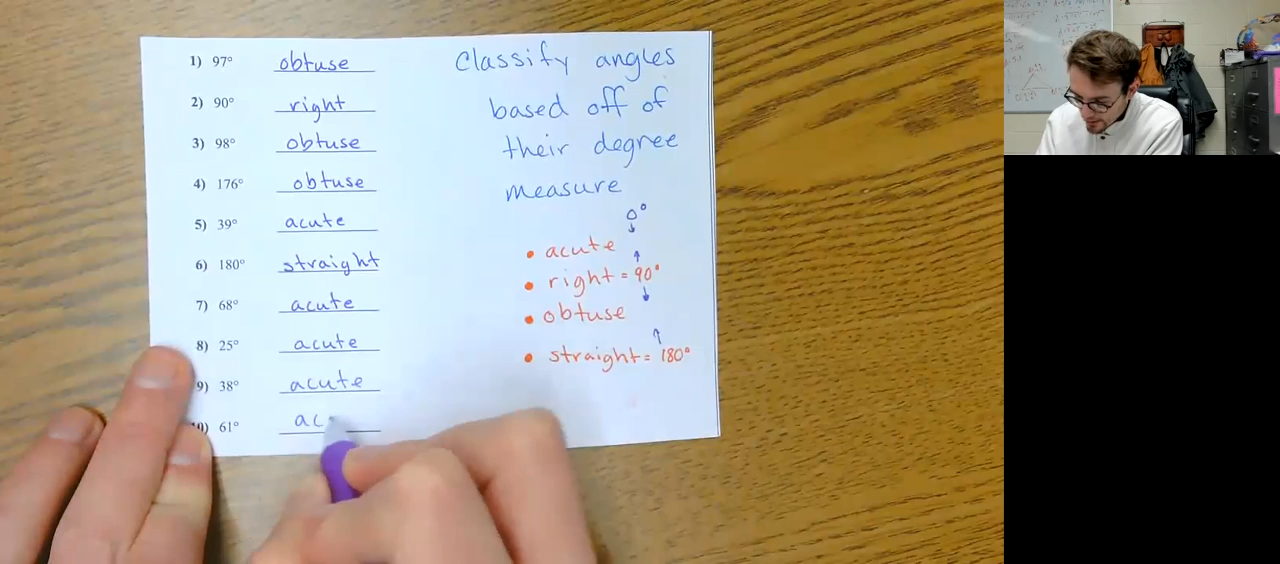 1) 97° obtuse
2) 90° right
3) 98° obtuse
4) 176° obtuse
5) 39° acute
6) 180° straight
7) 68° acute
8) 25° acute
9) 38° acute
10) 61° ac
Classify angles
based off of
their degree
measure
0°
• acute
• right = 90°
• obtuse
• straight = 180°